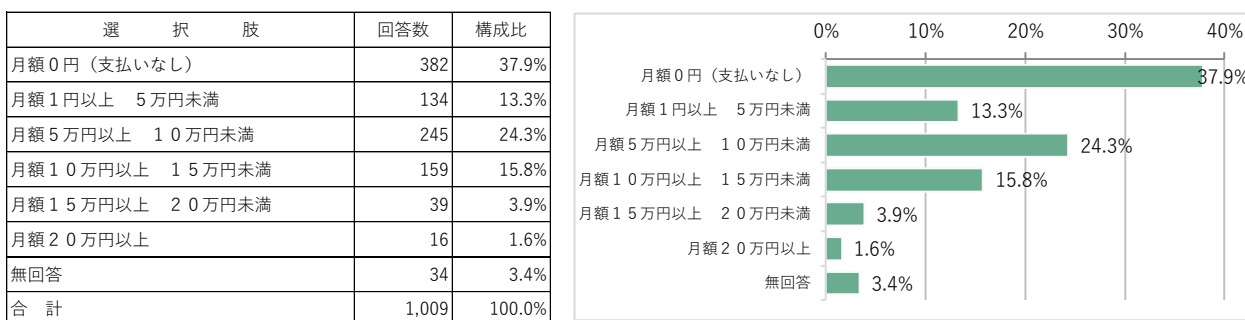 選 択 肢 回答数 構成比
月額０円（支払いなし） 382 37.9%
月額１円以上　５万円未満 134 13.3%
月額５万円以上　１０万円未満 245 24.3%
月額１０万円以上　１５万円未満 159 15.8%
月額１５万円以上　２０万円未満 39 3.9%
月額２０万円以上 16 1.6%
無回答 34 3.4%
合　計 1,009 100.0%
0% 10% 20% 30% 40%
月額０円（支払いなし） 37.9%
月額１円以上　５万円未満 13.3%
月額５万円以上　１０万円未満 24.3%
月額１０万円以上　１５万円未満 15.8%
月額１５万円以上　２０万円未満 3.9%
月額２０万円以上 1.6%
無回答 3.4%